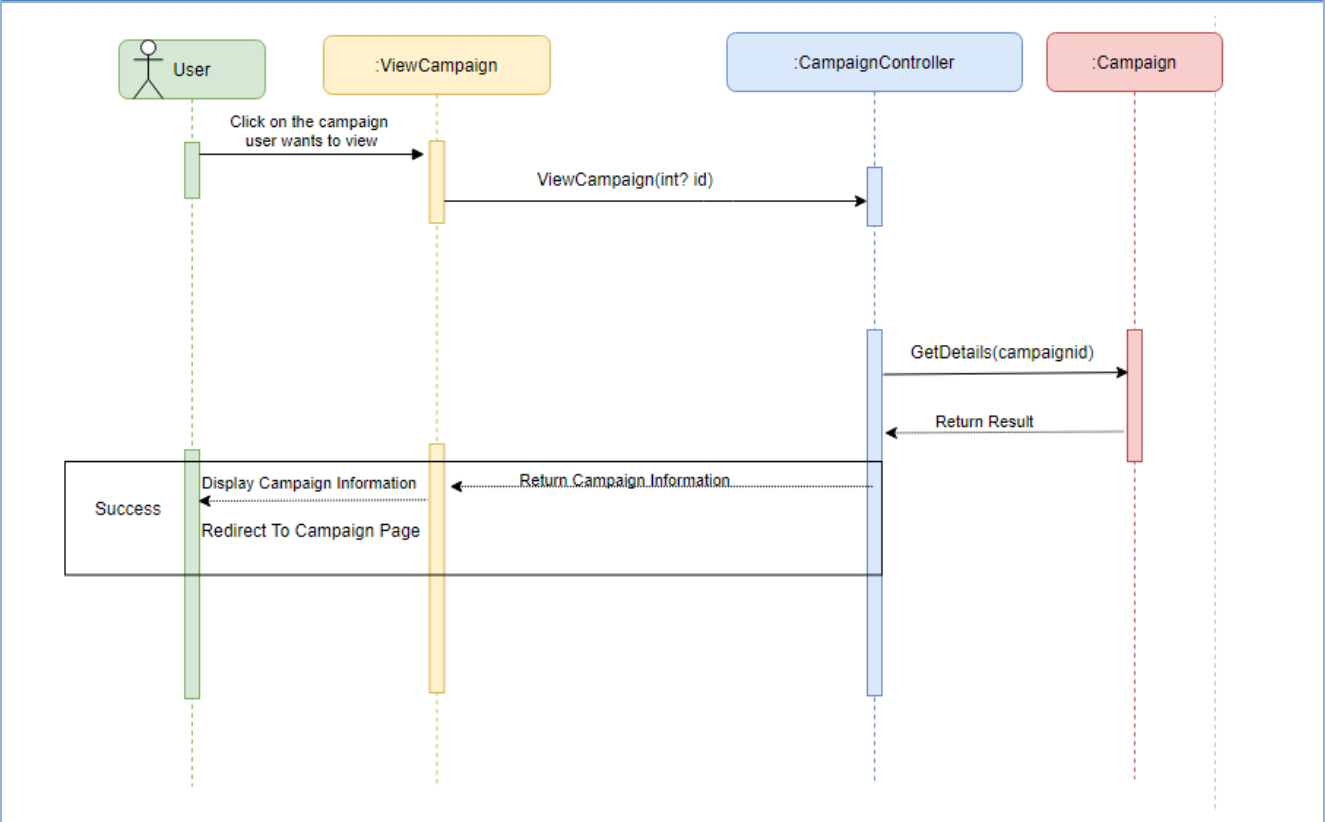 User
:ViewCampaign
:CampaignController
:Campaign
Click on the campaign
user wants to view
ViewCampaign(int? id)
GetDetails(campaignid)
Return Result
Return Campaign Information
Display Campaign Information
Success
Redirect To Campaign Page